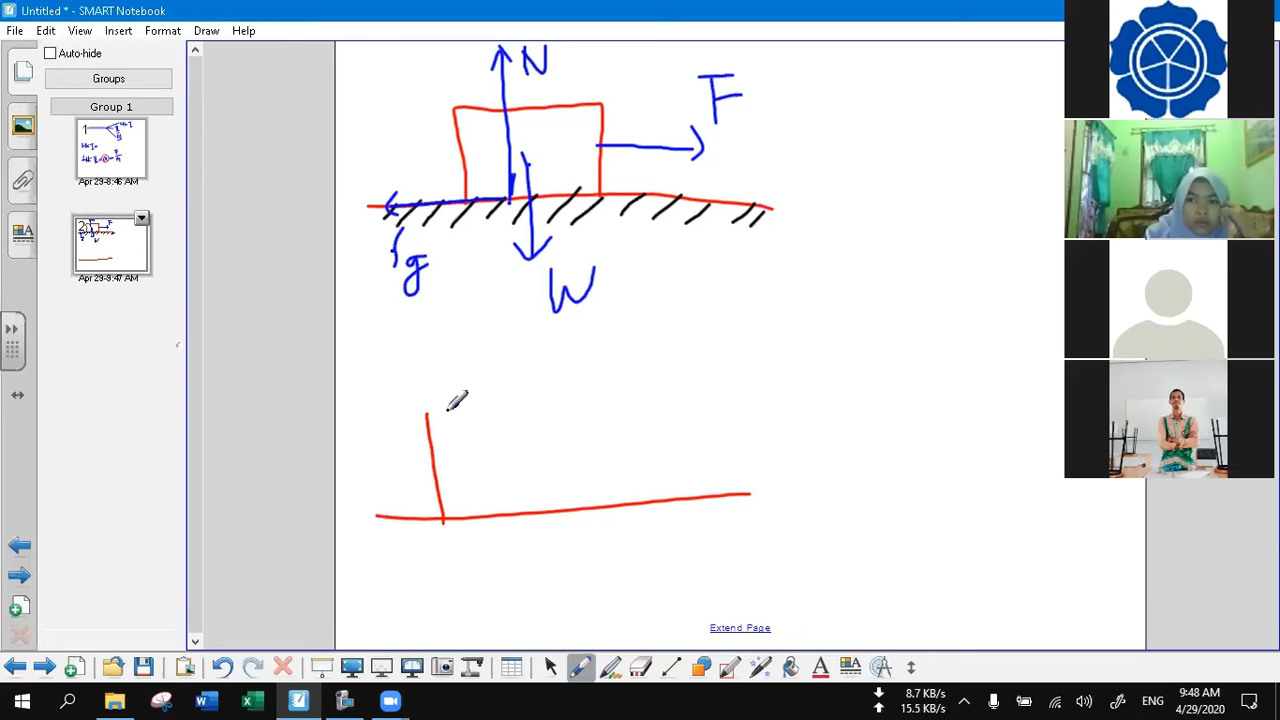 Untitled * - SMART Notebook
File Edit View Insert Format Draw Help
Auto-hide
Groups
Group 1
1
Apr 29-8:46 AM
2
Apr 29-9:47 AM
N
F
fg
W
Extend Page
8.7 KB/s
15.5 KB/s
ENG
9:48 AM
4/29/2020